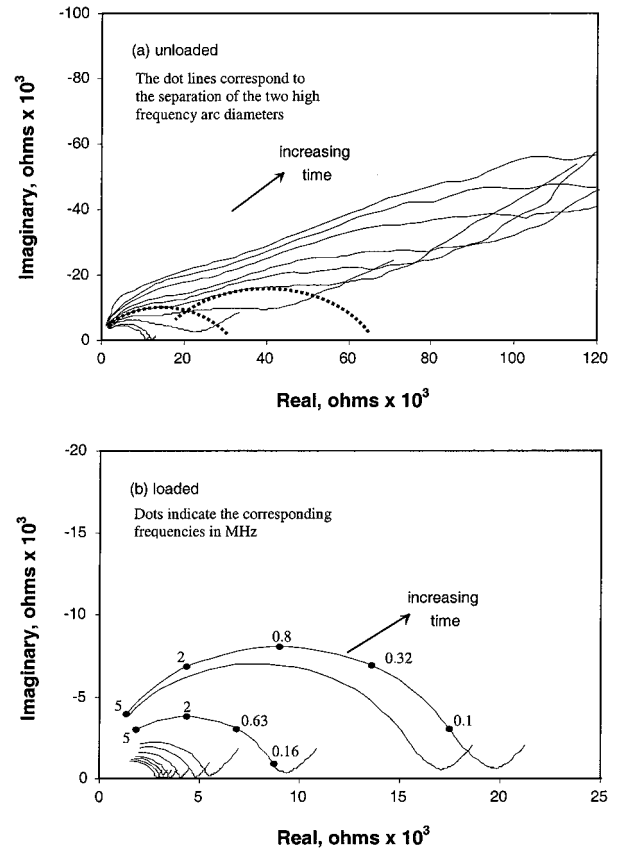 -100
(a) unloaded
-80
The dot lines correspond to
the separation of the two high
frequency arc diameters
-60
increasing
time
-40
-20
0
0 20 40 60 80 100 120
Imaginary, ohms x 10³
Real, ohms x 10³
-20
(b) loaded
Dots indicate the corresponding
frequencies in MHz
-15
increasing
time
-10
0.8
2
0.32
-5
5
2
0.63
0.1
5
0.16
0
0 5 10 15 20 25
Imaginary, ohms x 10³
Real, ohms x 10³